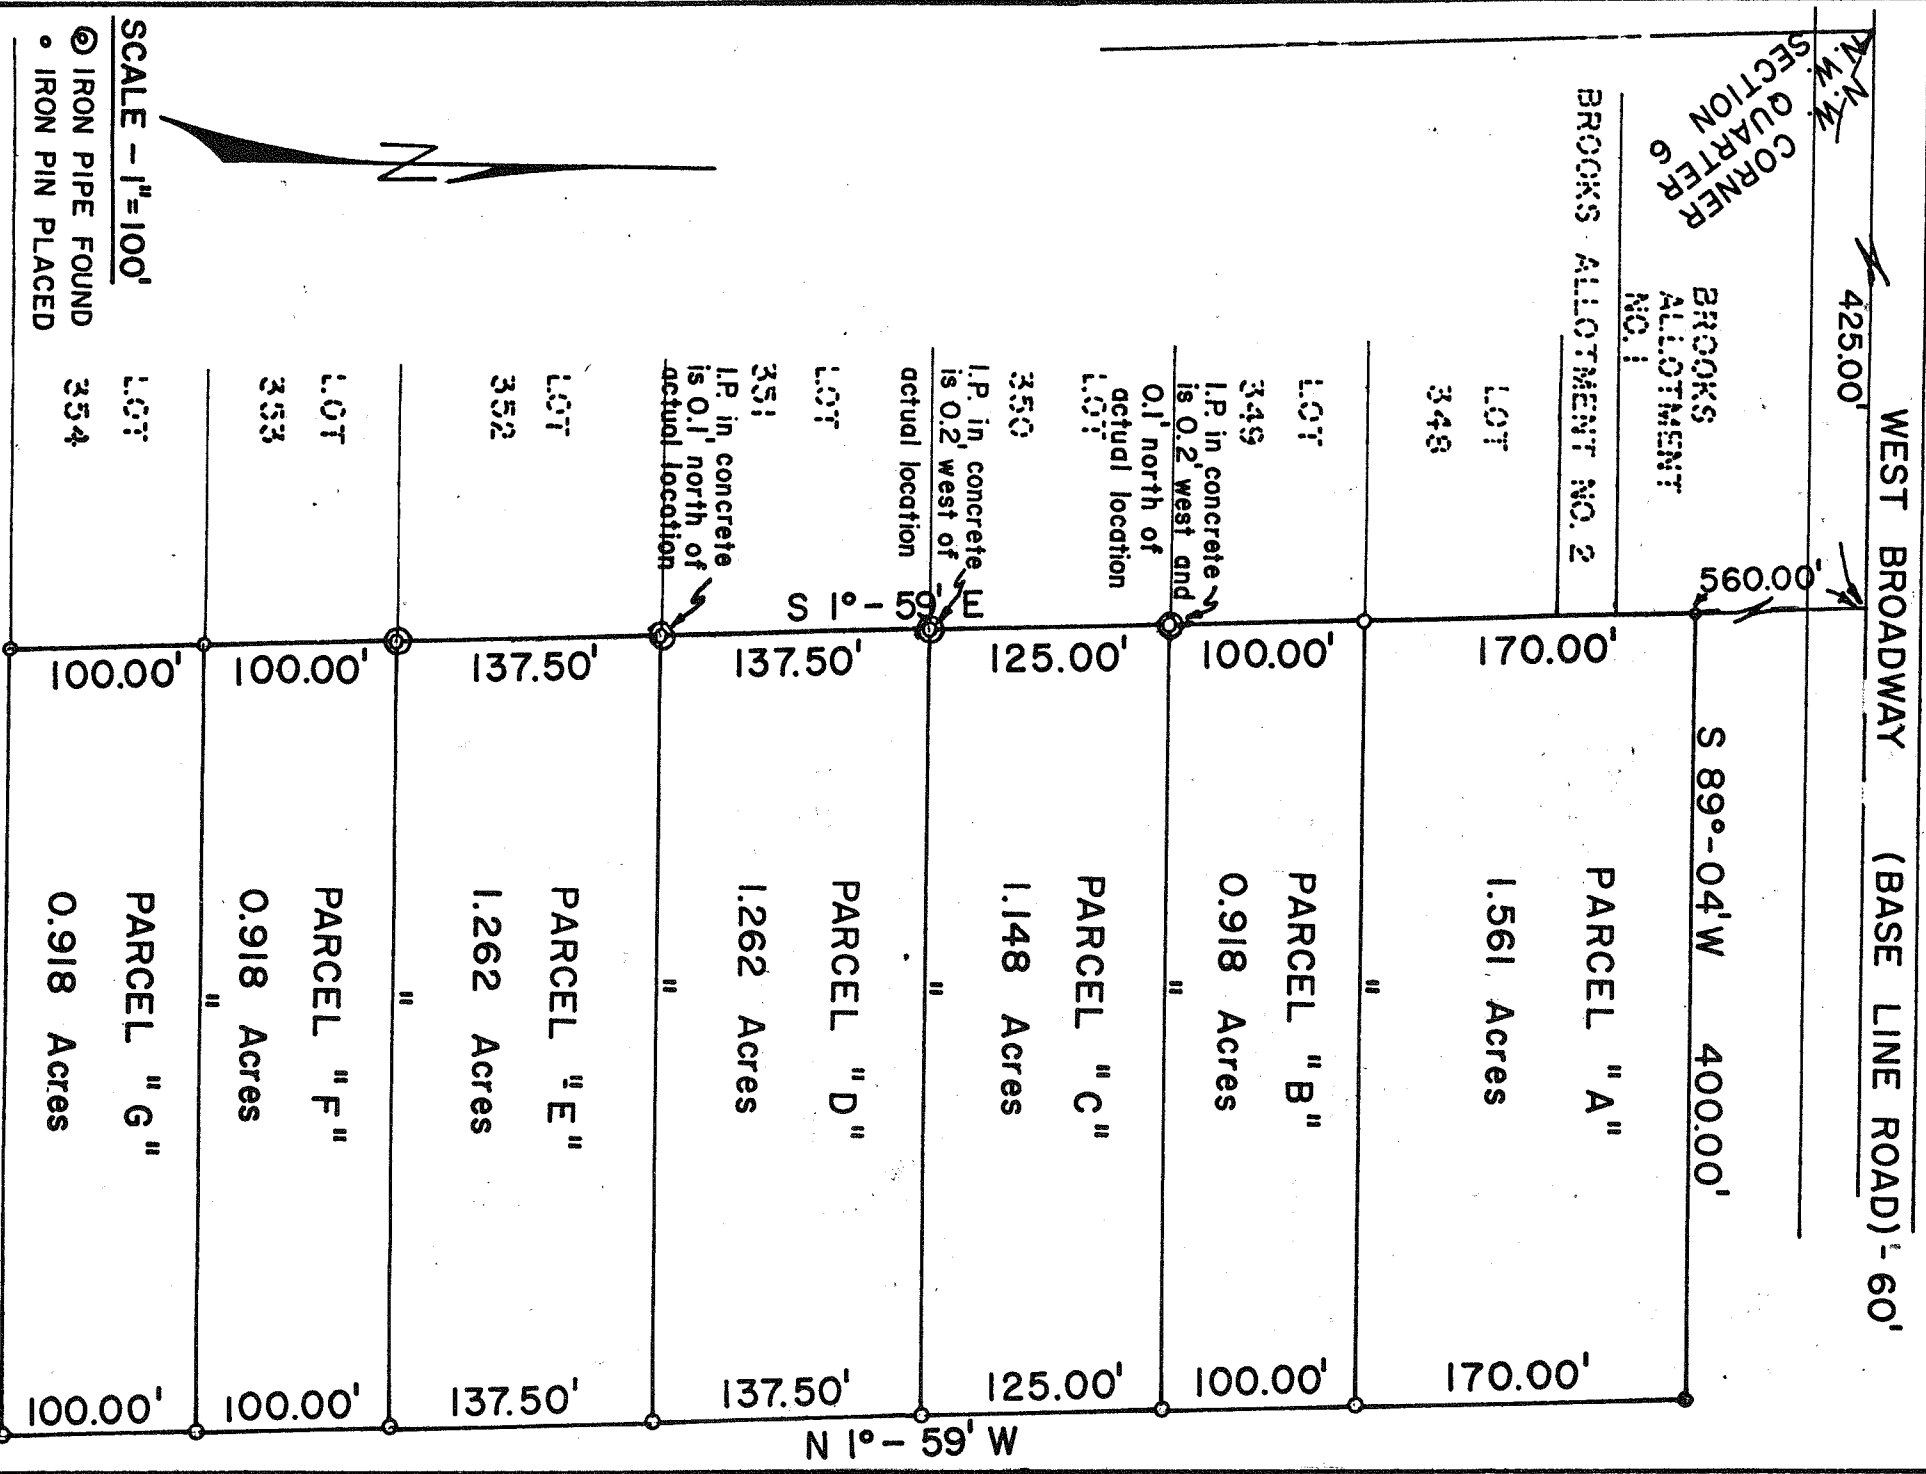 WEST BROADWAY (BASE LINE ROAD) - 60'
425.00'
N.W.
CORNER
N.W. QUARTER
SECTION 6
BROOKS
ALLOTMENT
NO. 1
BROOKS ALLOTMENT NO. 2
560.00'
S 89°-04' W 400.00'
LOT
348
170.00'
PARCEL "A"
1.561 Acres
170.00'
"
LOT
349
100.00'
PARCEL "B"
0.918 Acres
100.00'
"
I.P. in concrete
is 0.2' west and
0.1' north of
actual location
LOT
350
125.00'
PARCEL "C"
1.148 Acres
125.00'
"
I.P. in concrete
is 0.2' west of
actual location
S 1° - 59' E
LOT
351
137.50'
PARCEL "D"
1.262 Acres
137.50'
N 1° - 59' W
"
I.P. in concrete
is 0.1' north of
actual location
LOT
352
137.50'
PARCEL "E"
1.262 Acres
137.50'
"
LOT
353
100.00'
PARCEL "F"
0.918 Acres
100.00'
"
LOT
354
100.00'
PARCEL "G"
0.918 Acres
100.00'
N
SCALE - 1"=100'
IRON PIPE FOUND
IRON PIN PLACED